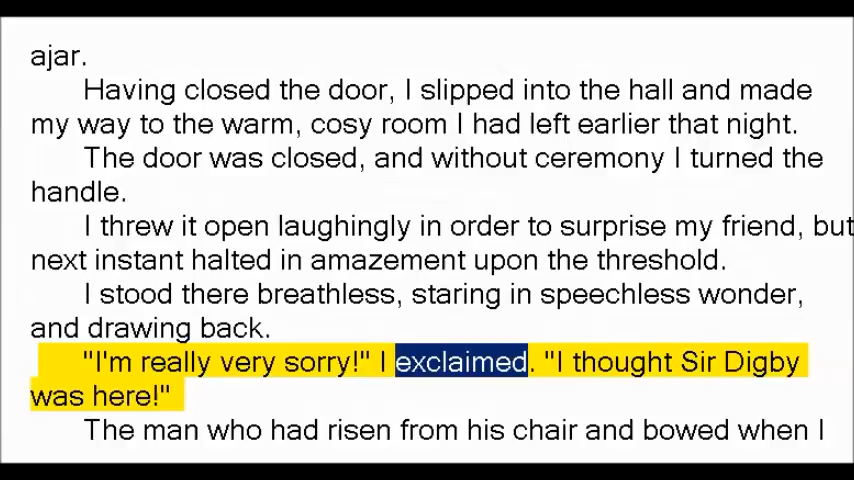 ajar.
Having closed the door, I slipped into the hall and made
my way to the warm, cosy room I had left earlier that night.
The door was closed, and without ceremony I turned the
handle.
I threw it open laughingly in order to surprise my friend, but
next instant halted in amazement upon the threshold.
I stood there breathless, staring in speechless wonder,
and drawing back.
"I'm really very sorry!" I exclaimed. "I thought Sir Digby
was here!"
The man who had risen from his chair and bowed when I